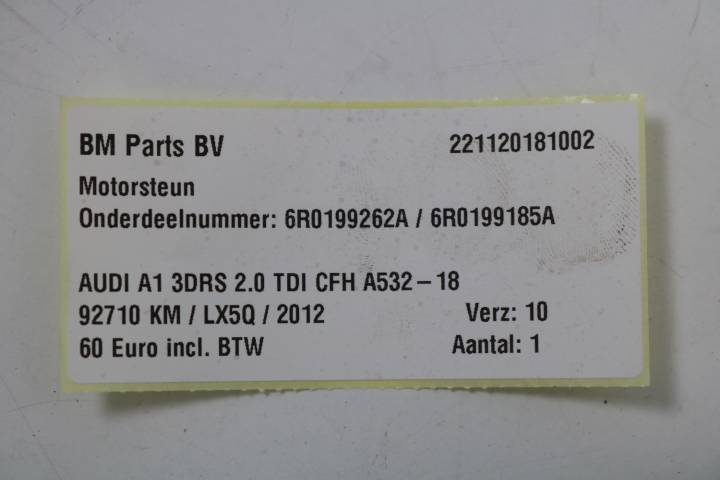 BM Parts BV 221120181002
Motorsteun
Onderdeelnummer: 6R0199262A / 6R0199185A
AUDI A1 3DRS 2.0 TDI CFH A532 – 18
92710 KM / LX5Q / 2012 Verz: 10
60 Euro incl. BTW Aantal: 1